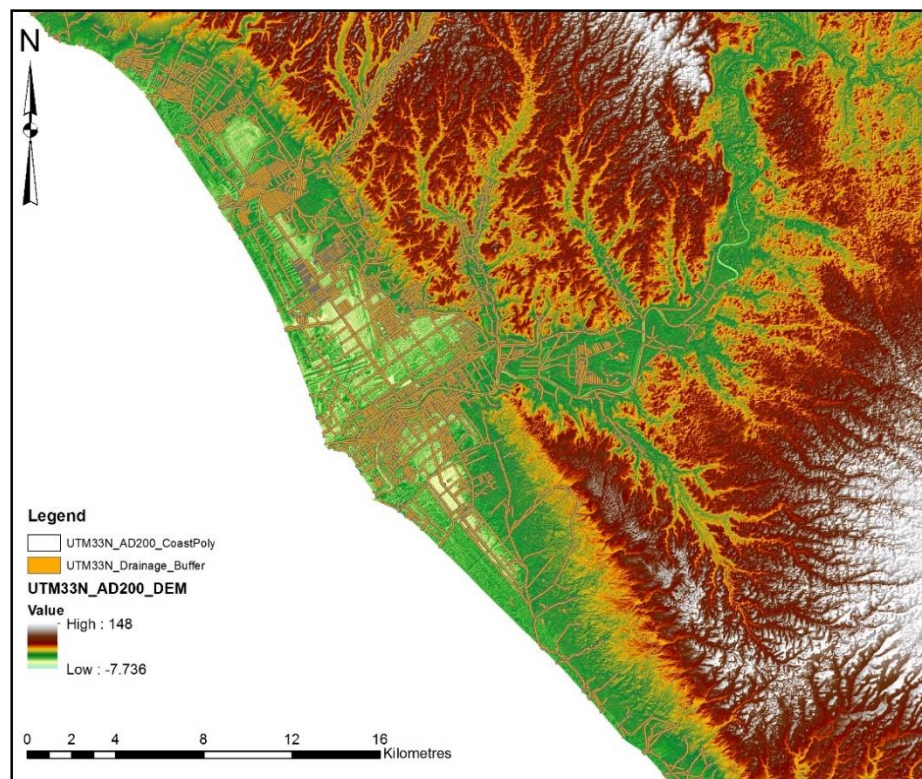 N
Legend
UTM33N_AD200_CoastPoly
UTM33N_Drainage_Buffer
UTM33N_AD200_DEM
Value
High : 148
Low : -7.736
0 2 4 8 12 16
Kilometres